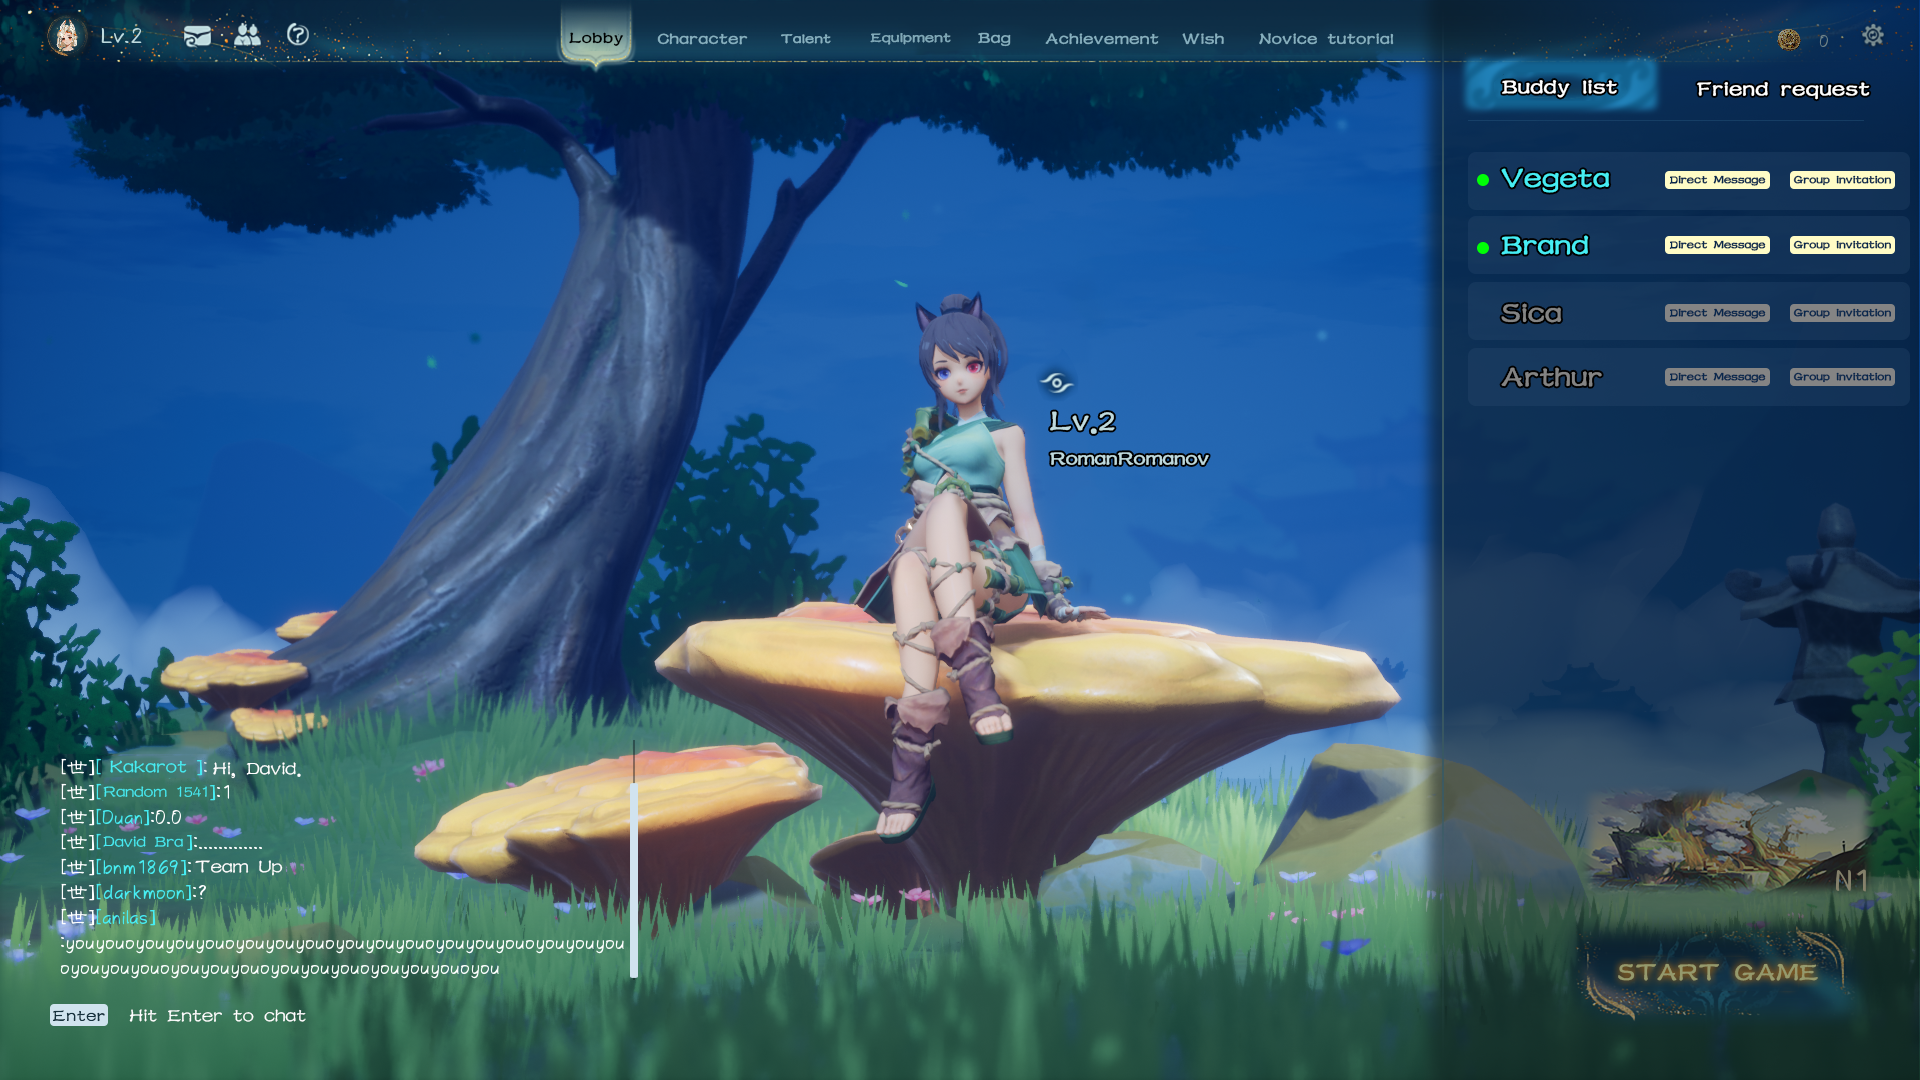 Lv.2
Lobby Character Talent Equipment Bag Achievement Wish Novice tutorial 0
Buddy list Friend request
Vegeta Direct Message Group Invitation
Brand Direct Message Group Invitation
Sica Direct Message Group Invitation
Arthur Direct Message Group Invitation
Lv.2
RomanRomanov
[世][ Kakarot ]: Hi, David.
[世][Random 1541]:1
[世][Duan]:0.0
[世][David Bra]:.............
[世][bnm1869]:Team Up
[世][darkmoon]:?
[世][anilas]
:youyouoyouyouyouoyouyouyouoyouyouyouoyouyouyouoyouyouyou
oyouyouyouoyouyouyouoyouyouyouoyouyouyouoyou
Enter Hit Enter to chat
N1
START GAME